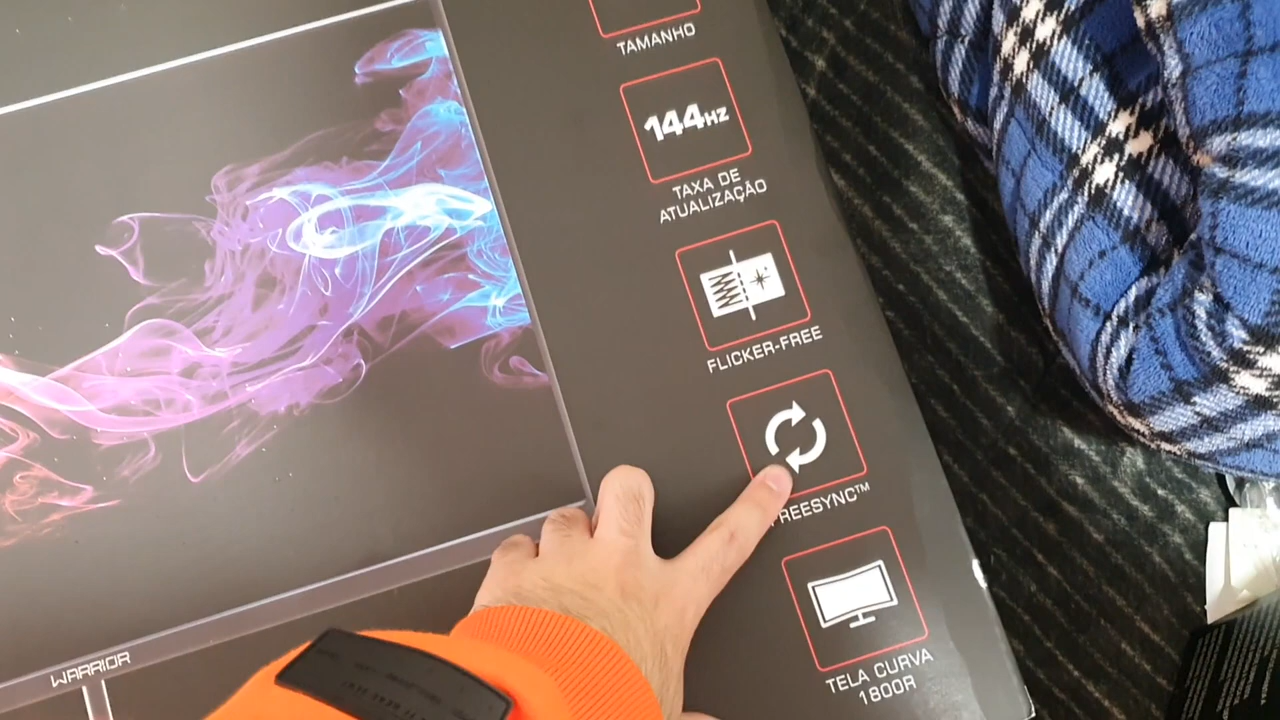 TAMANHO
144HZ
TAXA DE
ATUALIZAÇÃO
FLICKER-FREE
FREESYNC™
TELA CURVA
1800R
WARRIOR